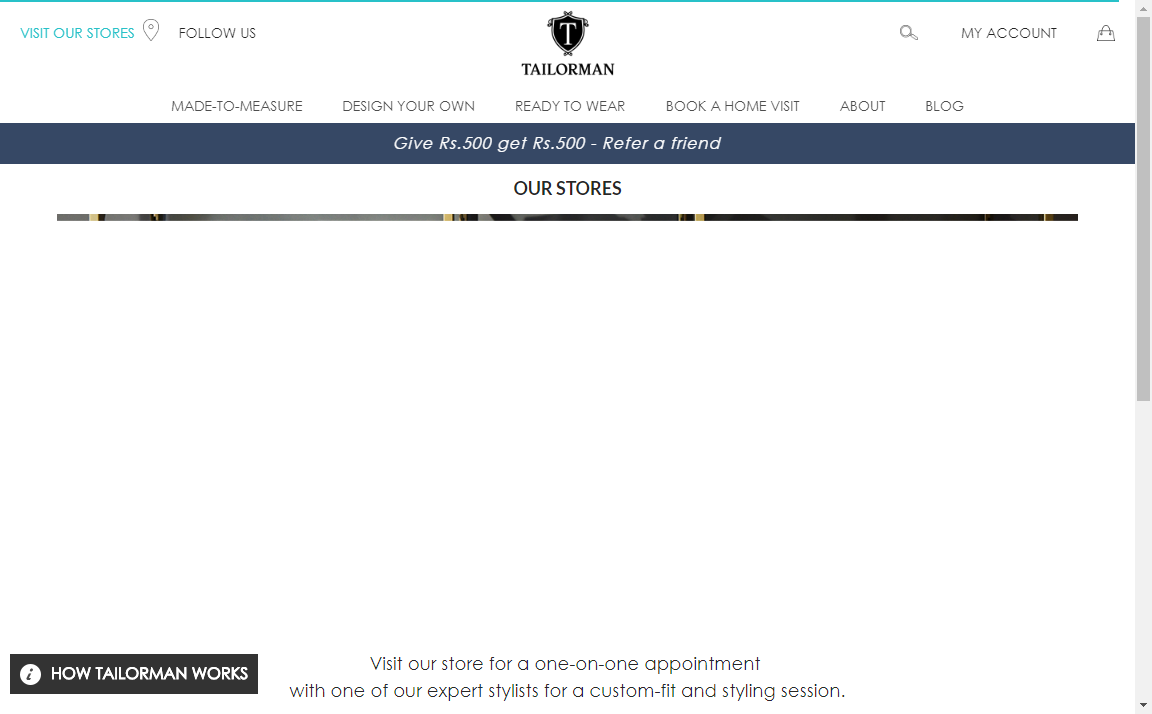 VISIT OUR STORES
FOLLOW US
T
TAILORMAN
MY ACCOUNT
MADE-TO-MEASURE
DESIGN YOUR OWN
READY TO WEAR
BOOK A HOME VISIT
ABOUT
BLOG
Give Rs.500 get Rs.500 - Refer a friend
OUR STORES
i HOW TAILORMAN WORKS
Visit our store for a one-on-one appointment
with one of our expert stylists for a custom-fit and styling session.